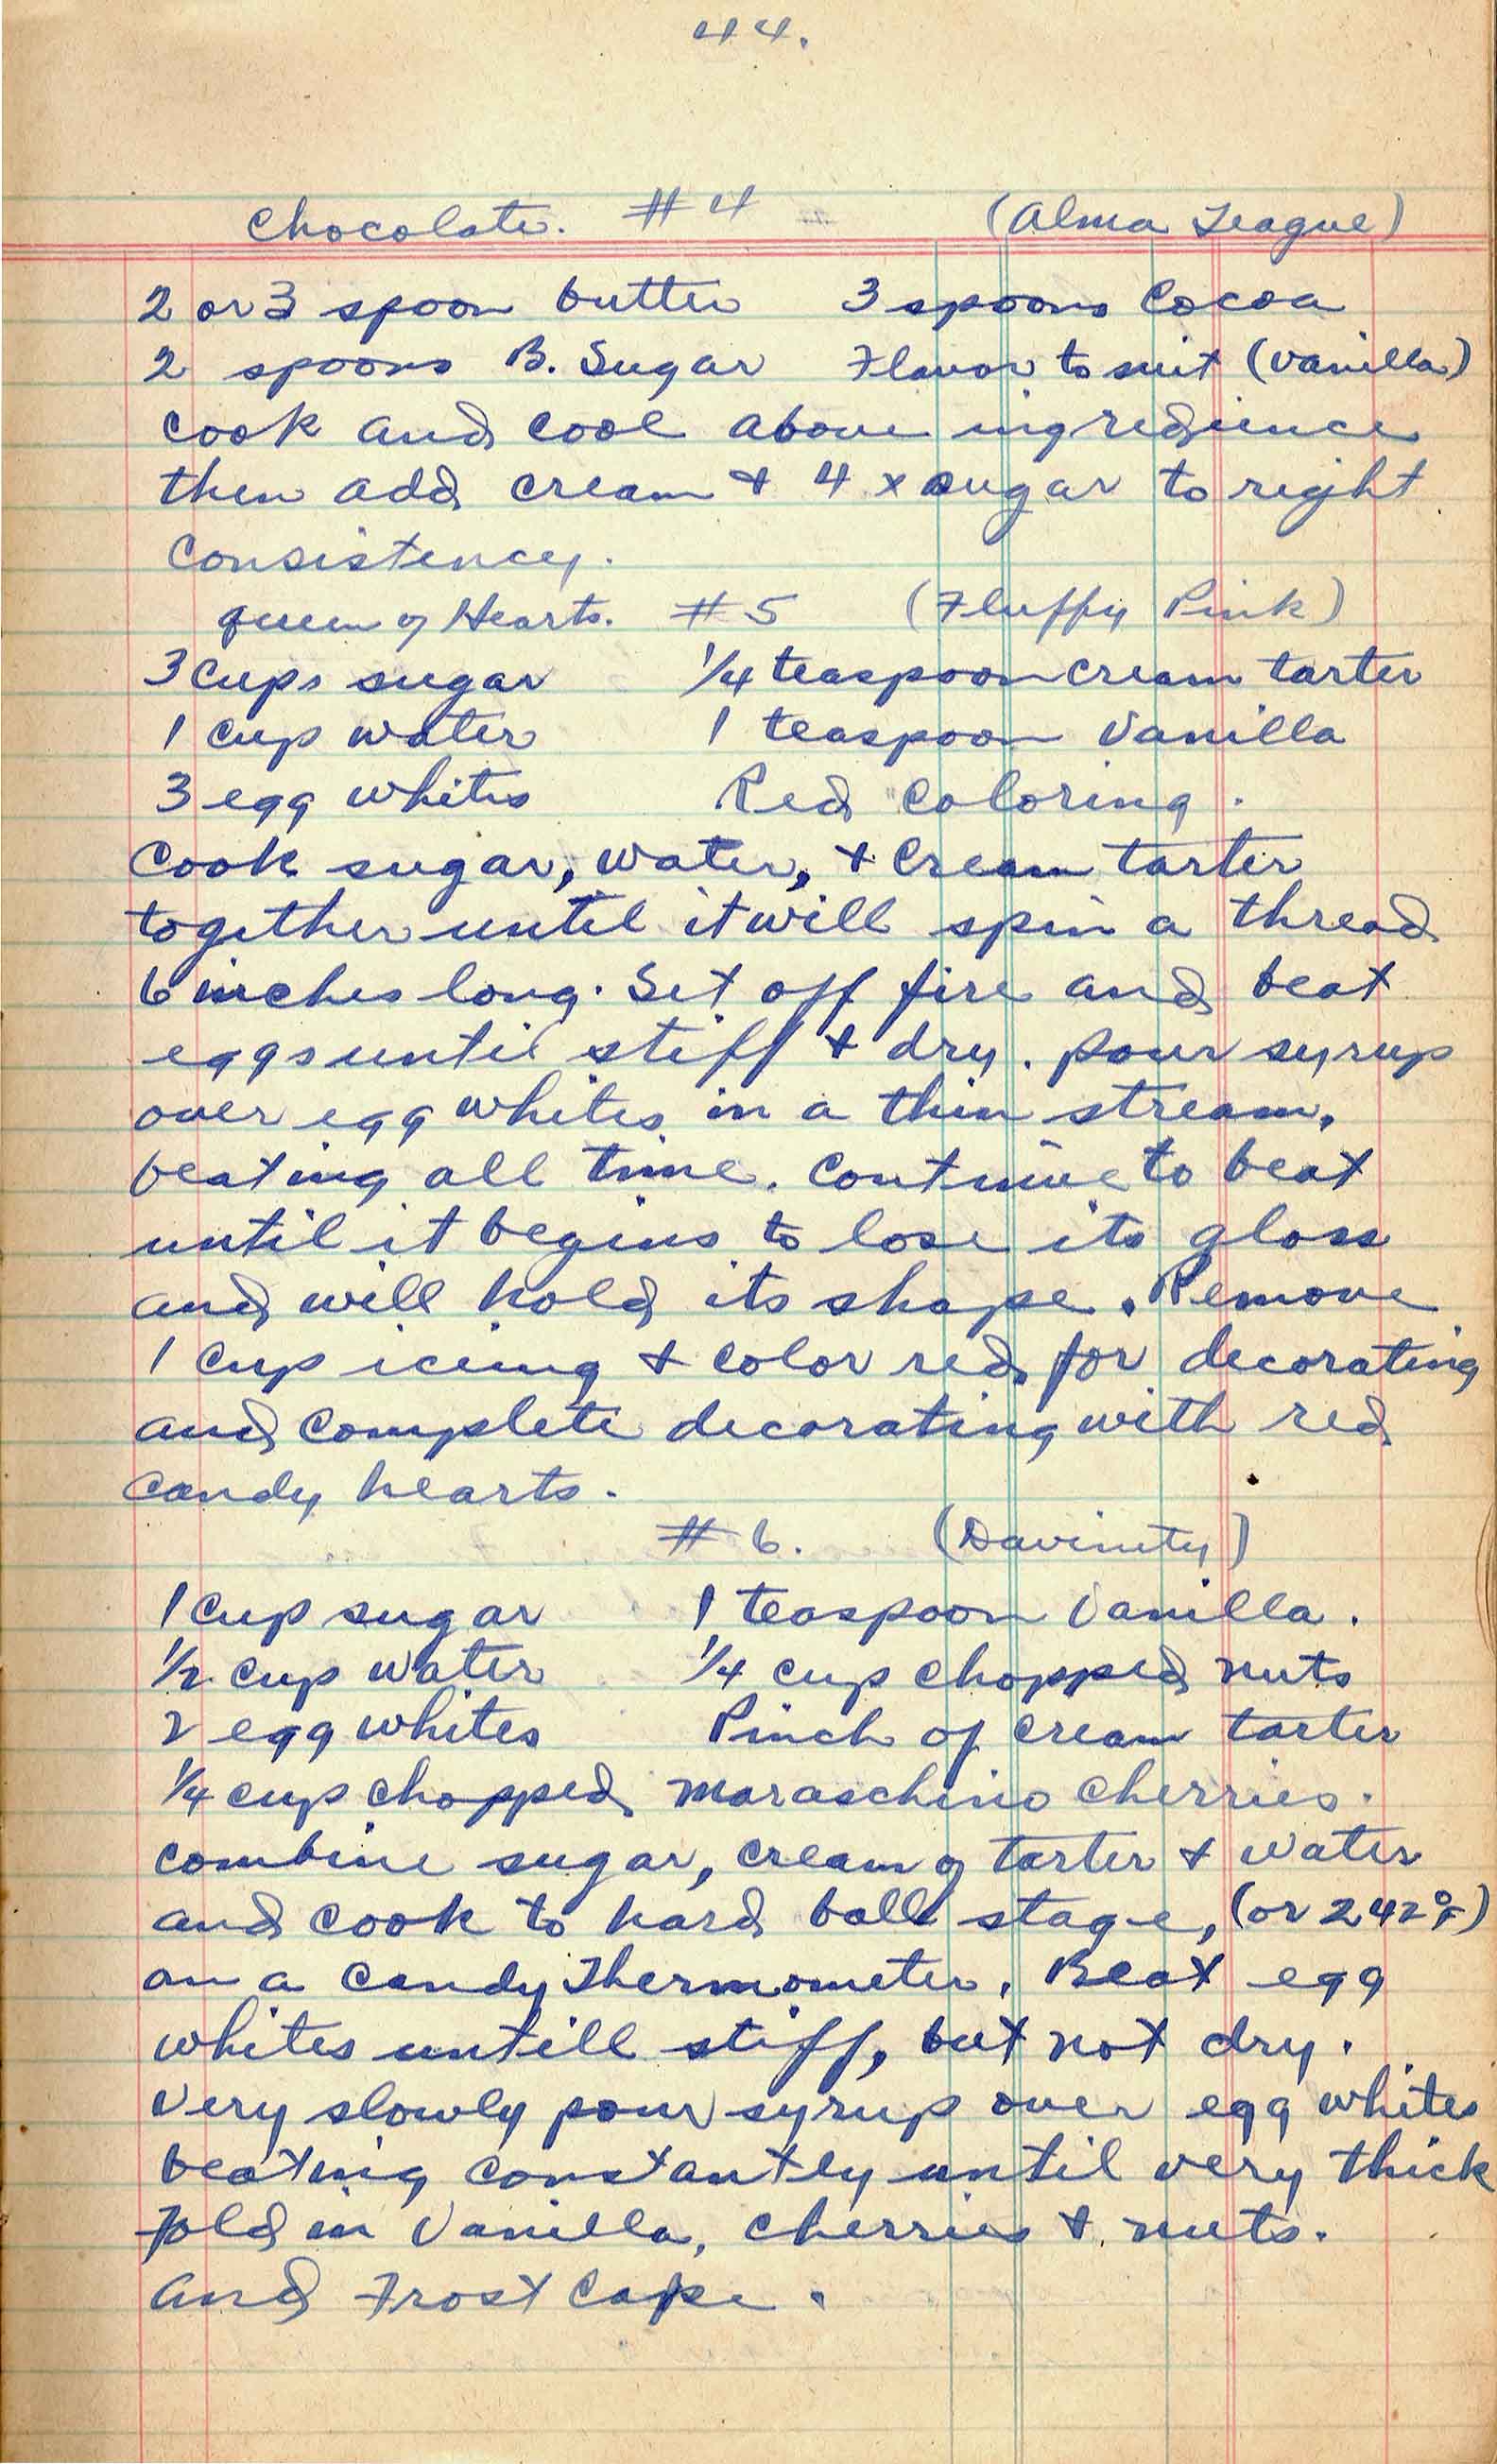 44.
Chocolate. #4 (Alma League)
2 or 3 spoon butter 3 spoons Cocoa
2 spoons B. Sugar Flavor to suit (Vanilla)
Cook and cool above ingredience
then add cream & 4 x sugar to right
Consistency.
Queen of Hearts. #5 (Fluffy Pink)
3 cups sugar 1/4 teaspoon cream tarter
1 cup water 1 teaspoon Vanilla
3 egg whites Red Coloring.
Cook sugar, water, & Cream tarter
together until it will spin a thread
6 inches long. Set off fire and beat
eggs until stiff & dry. pour syrup
over egg whites in a thin stream,
beating all time. Continue to beat
until it begins to lose its gloss
and will hold its shape. Remove
1 cup icing & color red for decorating
and complete decorating with red
candy hearts.
#6. (Davinity)
1 cup sugar 1 teaspoon Vanilla.
1/2 cup water 1/4 cup chopped nuts
2 egg whites Pinch of cream tarter
1/4 cup chopped maraschino cherries.
Combine sugar, cream of tarter & water
and cook to hard ball stage, (or 242°F)
on a candy thermometer. Beat egg
whites untill stiff, but not dry.
Very slowly pour syrup over egg whites
beating constantly until very thick
Fold in Vanilla, cherries & nuts.
and Frost Cake.